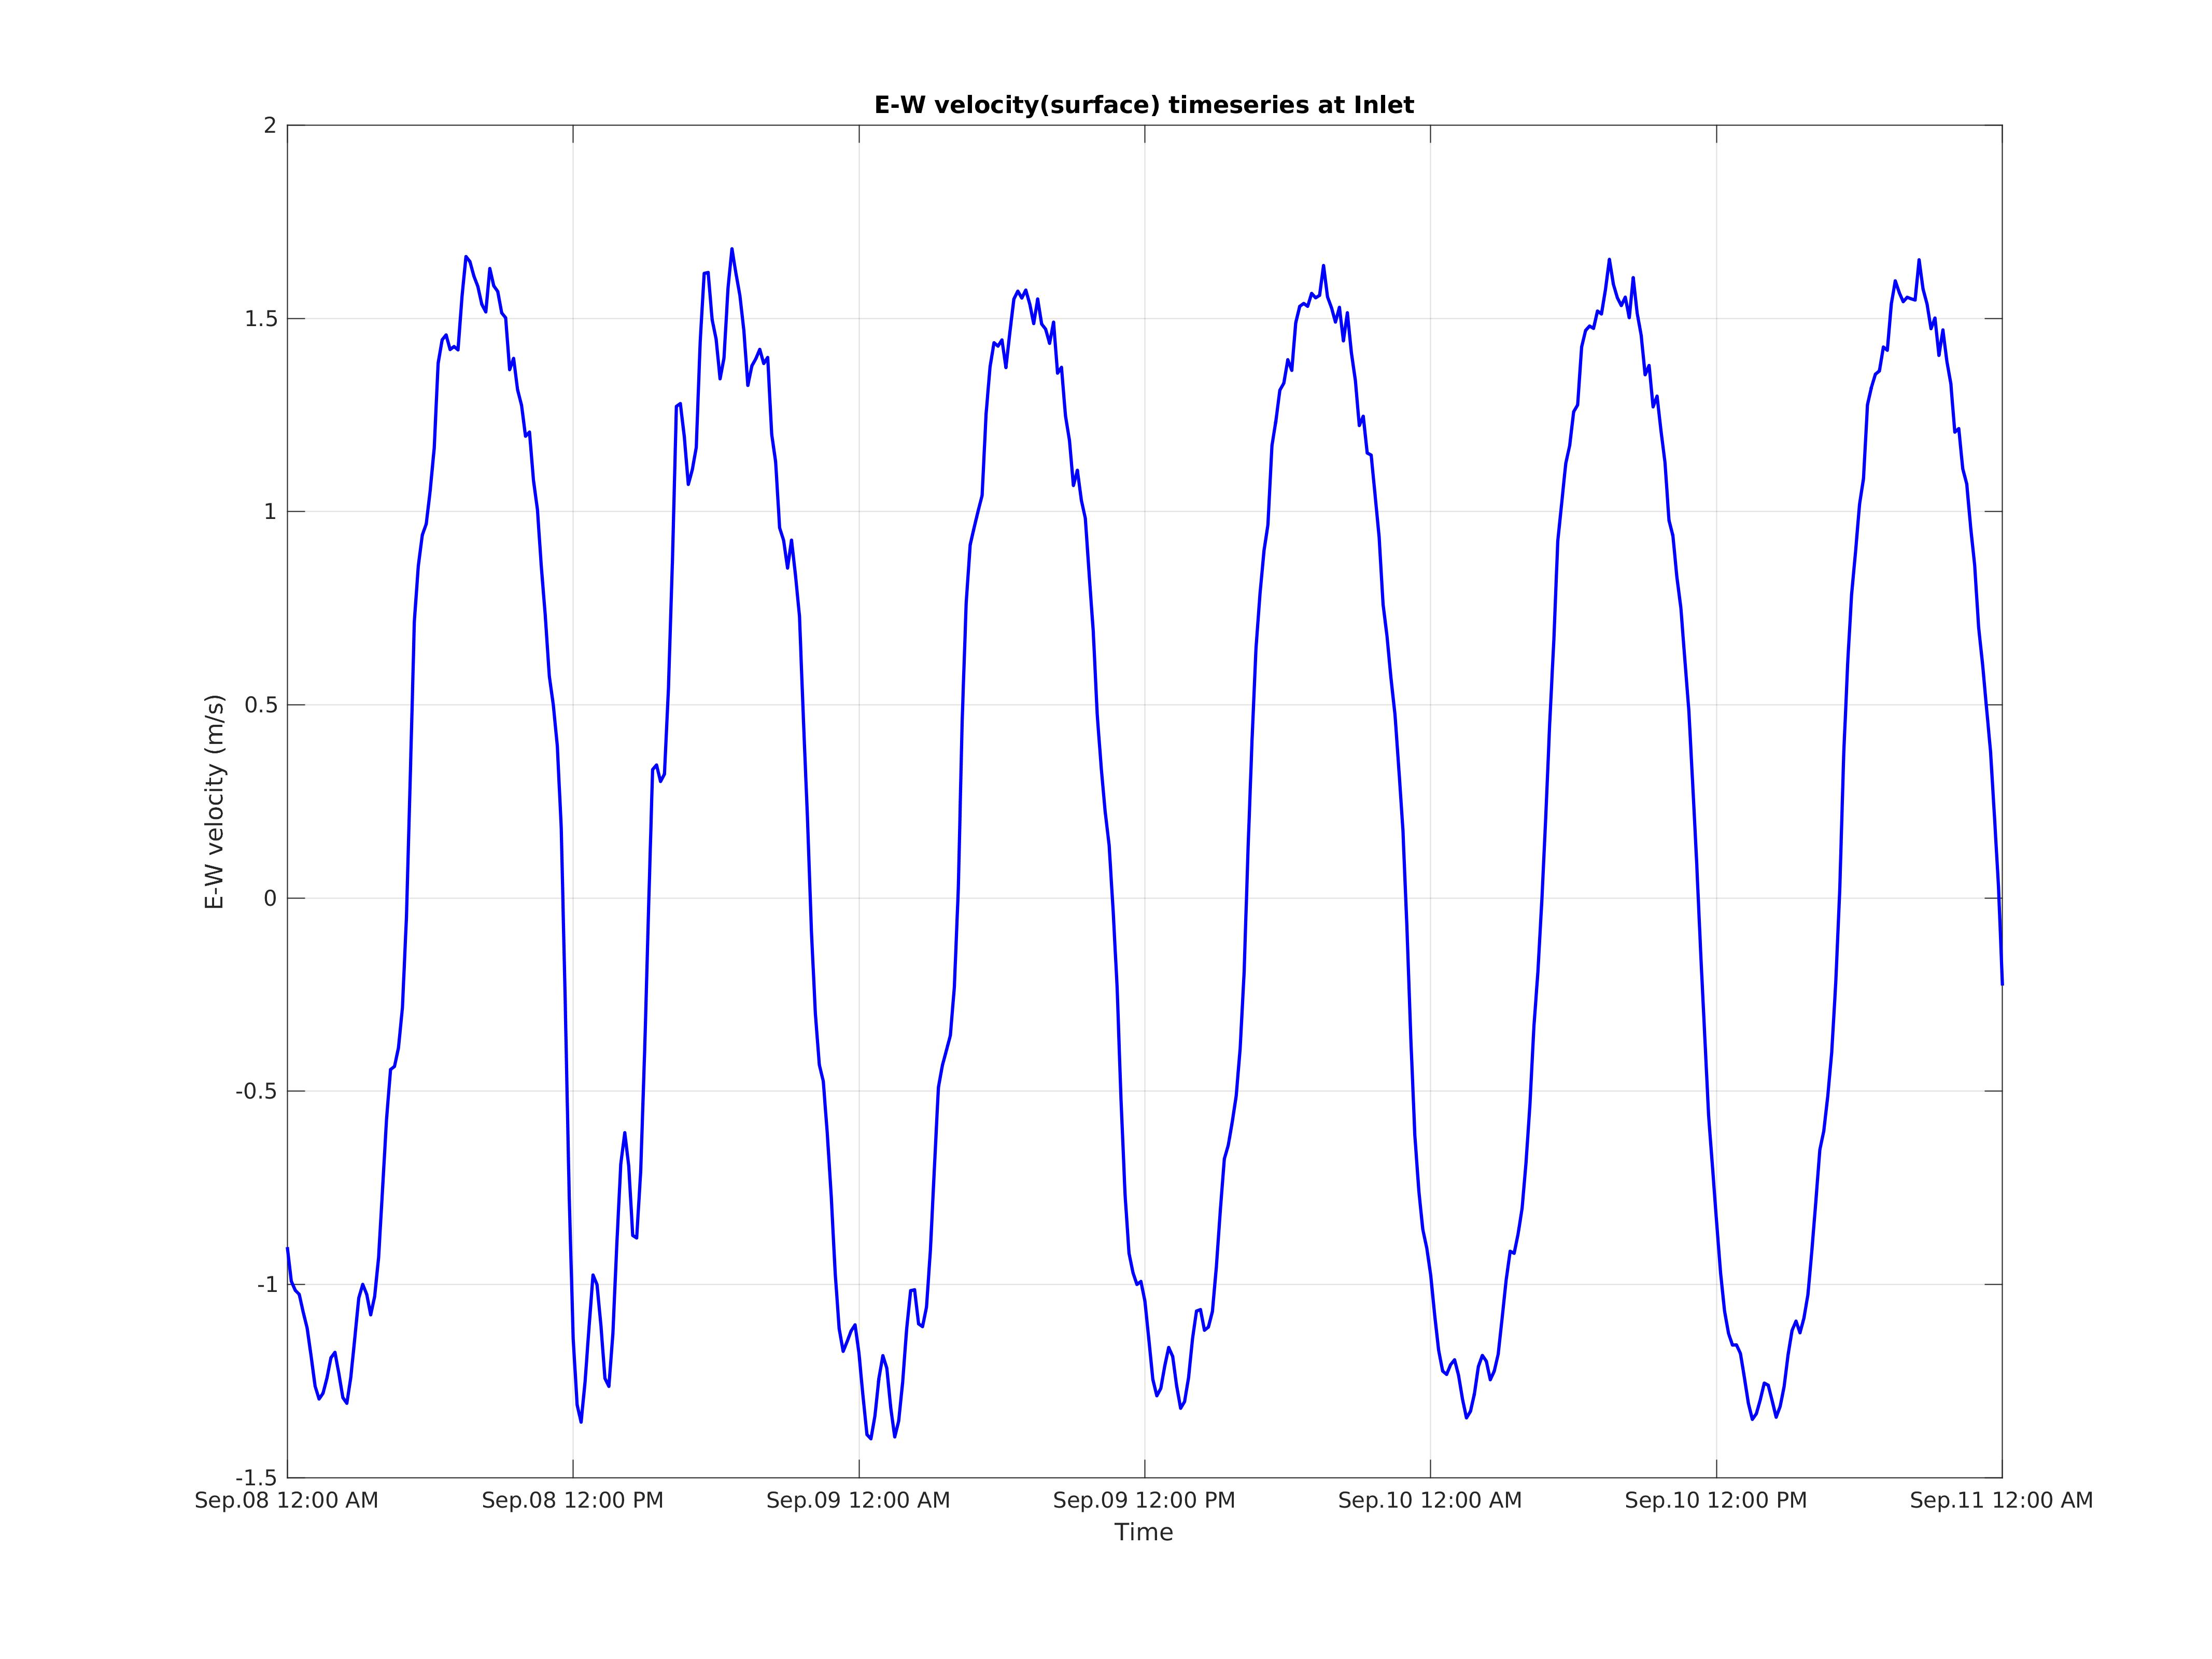 E-W velocity(surface) timeseries at Inlet
2
1.5
1
0.5
0
-0.5
-1
-1.5
E-W velocity (m/s)
Sep.08 12:00 AM
Sep.08 12:00 PM
Sep.09 12:00 AM
Sep.09 12:00 PM
Sep.10 12:00 AM
Sep.10 12:00 PM
Sep.11 12:00 AM
Time